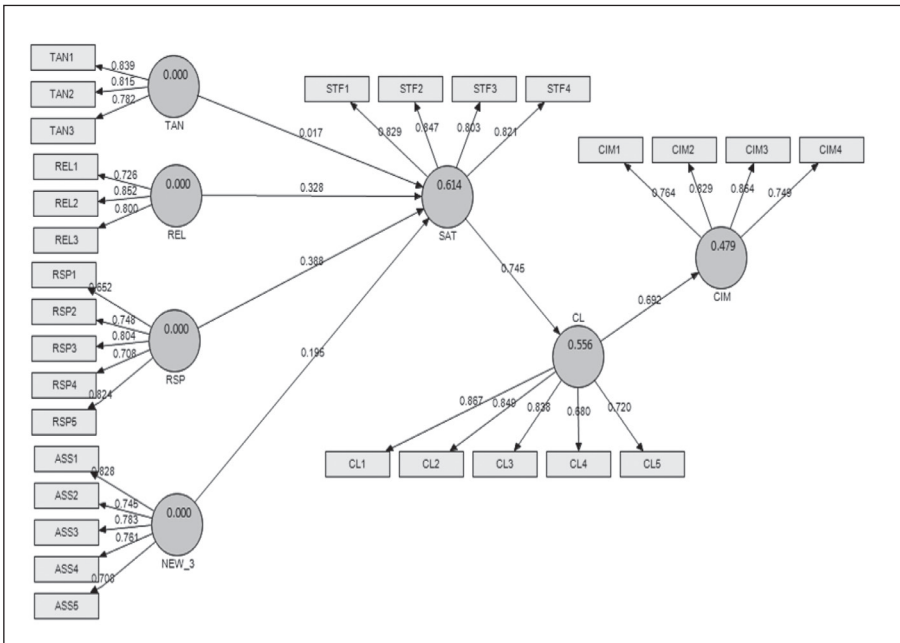 TAN1
0.839
TAN2
0.815
TAN3
0.782
0.000
TAN
REL1
0.726
REL2
0.852
REL3
0.800
0.000
REL
RSP1
0.652
RSP2
0.748
RSP3
0.804
RSP4
0.708
RSP5
0.824
0.000
RSP
ASS1
0.828
ASS2
0.745
ASS3
0.783
ASS4
0.761
ASS5
0.708
0.000
NEW_3
0.017
0.328
0.388
0.195
STF1
STF2
STF3
STF4
0.829
0.847
0.803
0.821
0.614
SAT
0.745
CL
0.556
0.867
0.849
0.838
0.680
0.720
CL1
CL2
CL3
CL4
CL5
0.692
CIM1
CIM2
CIM3
CIM4
0.764
0.829
0.864
0.749
0.479
CIM